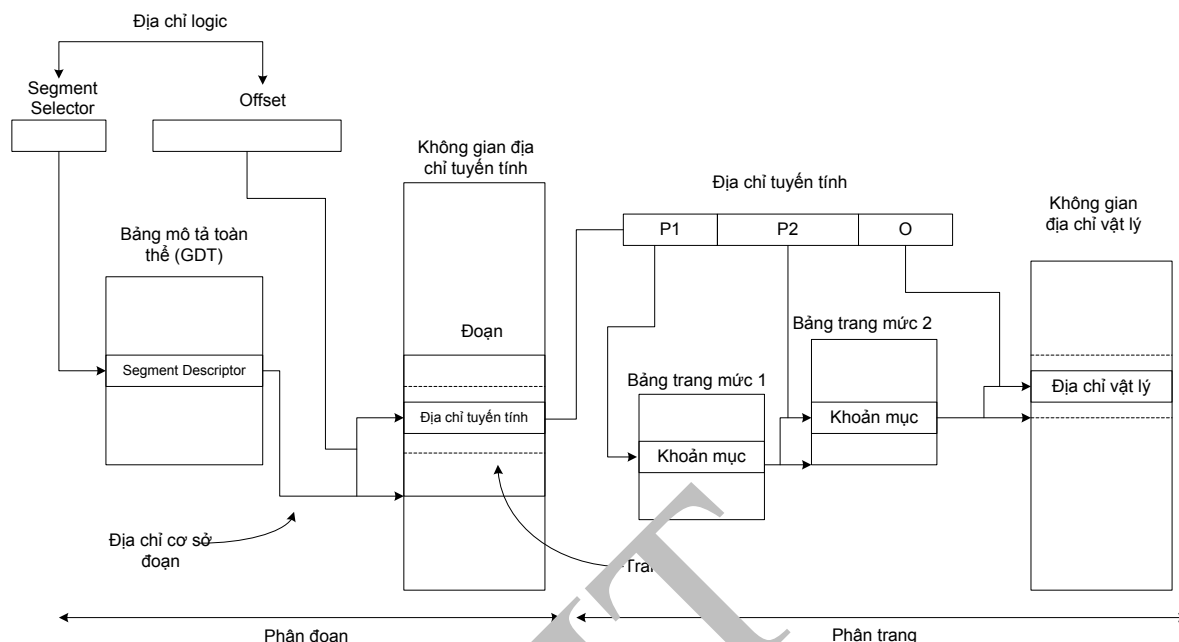 Địa chỉ logic
Segment
Selector
Offset
Không gian địa
chỉ tuyến tính
Địa chỉ tuyến tính
Không gian
địa chỉ vật lý
P1
P2
O
Bảng mô tả toàn
thể (GDT)
Đoạn
Bảng trang mức 2
Segment Descriptor
Bảng trang mức 1
Địa chỉ vật lý
Địa chỉ tuyến tính
Khoản mục
Khoản mục
Địa chỉ cơ sở
đoạn
Phân đoạn
Phân trang